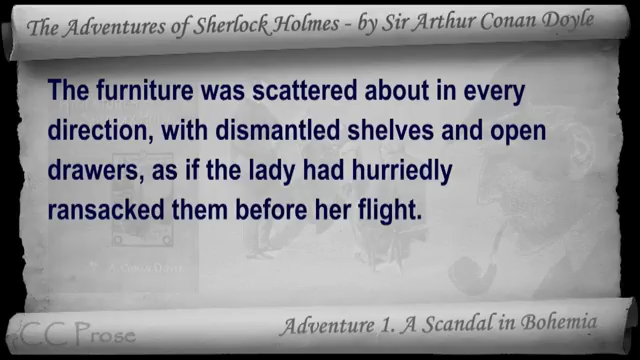 The Adventures of Sherlock Holmes - by Sir Arthur Conan Doyle
The furniture was scattered about in every
direction, with dismantled shelves and open
drawers, as if the lady had hurriedly
ransacked them before her flight.
CC Prose
Adventure 1. A Scandal in Bohemia